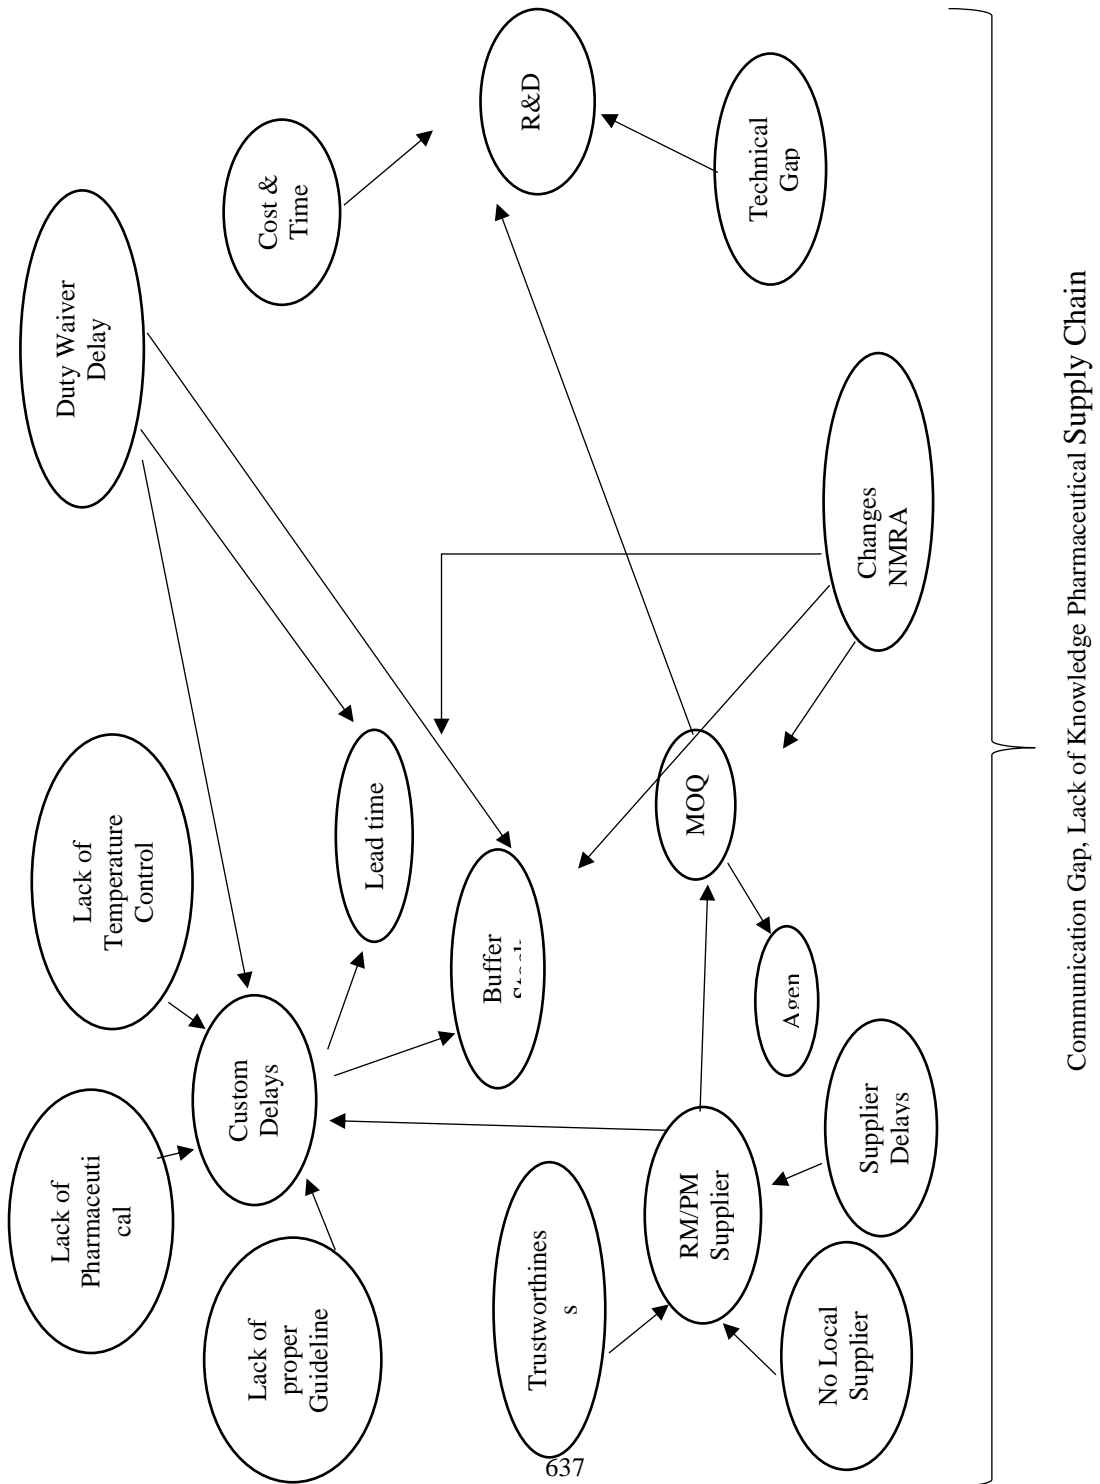 Lack of
Pharmaceuti
cal
Lack of
Temperature
Control
Duty Waiver
Delay
Lack of
proper
Guideline
Custom
Delays
Lead time
Cost &
Time
Trustworthines
s
Buffer
R&D
RM/PM
Supplier
MOQ
No Local
Supplier
Supplier
Delays
Agen
Changes
NMRA
Technical
Gap
Communication Gap, Lack of Knowledge Pharmaceutical Supply Chain
637